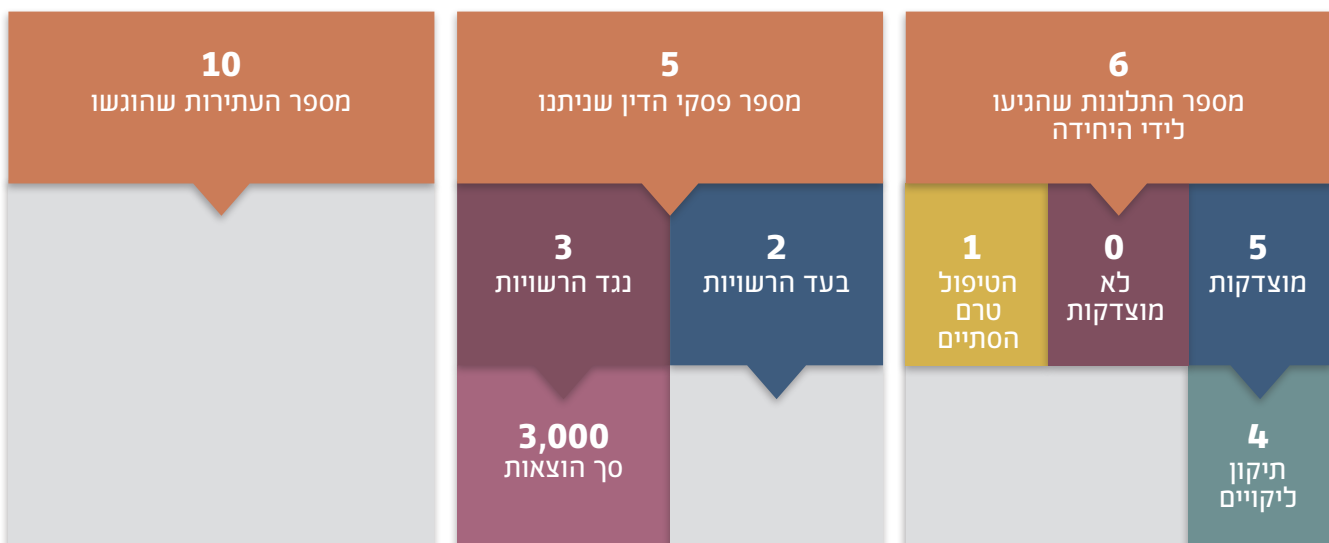 6
מספר התלונות שהגיעו
לידי היחידה
5
מוצדקות
0
לא
מוצדקות
1
הטיפול
טרם
הסתיים
4
תיקון
ליקויים
5
מספר פסקי הדין שניתנו
2
בעד הרשויות
3
נגד הרשויות
3,000
סך הוצאות
10
מספר העתירות שהוגשו